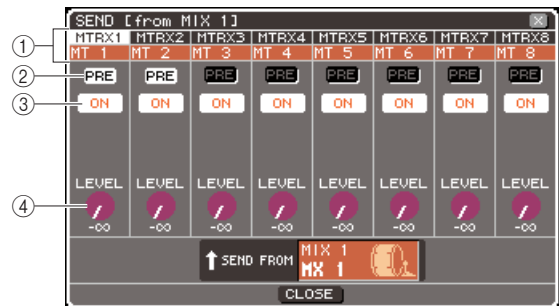 SEND [from MIX 1]
① MTRX1 MTRX2 MTRX3 MTRX4 MTRX5 MTRX6 MTRX7 MTRX8
MT 1 MT 2 MT 3 MT 4 MT 5 MT 6 MT 7 MT 8
② PRE PRE PRE PRE PRE PRE PRE PRE
③ ON ON ON ON ON ON ON ON
LEVEL LEVEL LEVEL LEVEL LEVEL LEVEL LEVEL LEVEL
④
-∞ -∞ -∞ -∞ -∞ -∞ -∞ -∞
SEND FROM MIX 1
MX 1
CLOSE